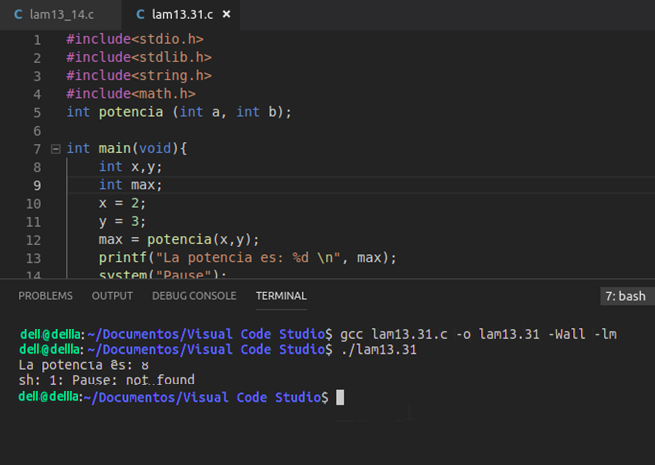 lam13_14.c lam13.31.c ×
1 #include<stdio.h>
2 #include<stdlib.h>
3 #include<string.h>
4 #include<math.h>
5 int potencia (int a, int b);
6
7 int main(void){
8 int x,y;
9 int max;
10 x = 2;
11 y = 3;
12 max = potencia(x,y);
13 printf("La potencia es: %d \n", max);
14 system("Pause");
PROBLEMS OUTPUT DEBUG CONSOLE TERMINAL 7: bash
dell@dellla:~/Documentos/Visual Code Studio$ gcc lam13.31.c -o lam13.31 -Wall -lm
dell@dellla:~/Documentos/Visual Code Studio$ ./lam13.31
La potencia es: 8
sh: 1: Pause: not found
dell@dellla:~/Documentos/Visual Code Studio$